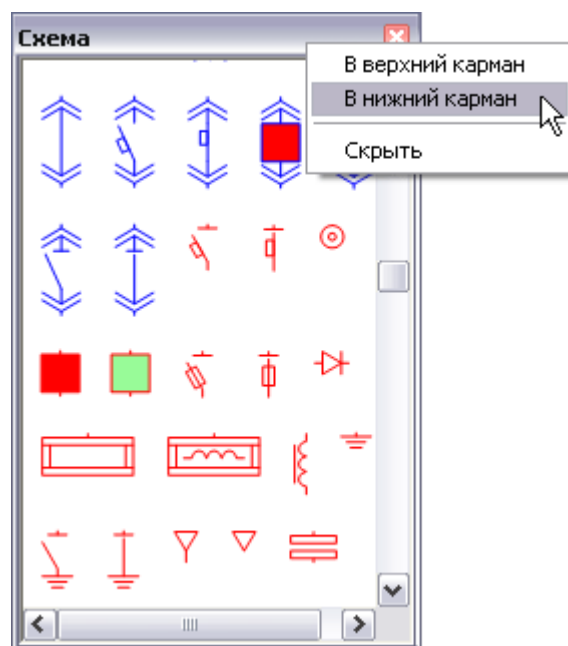 Схема
В верхний карман
В нижний карман
Скрыть